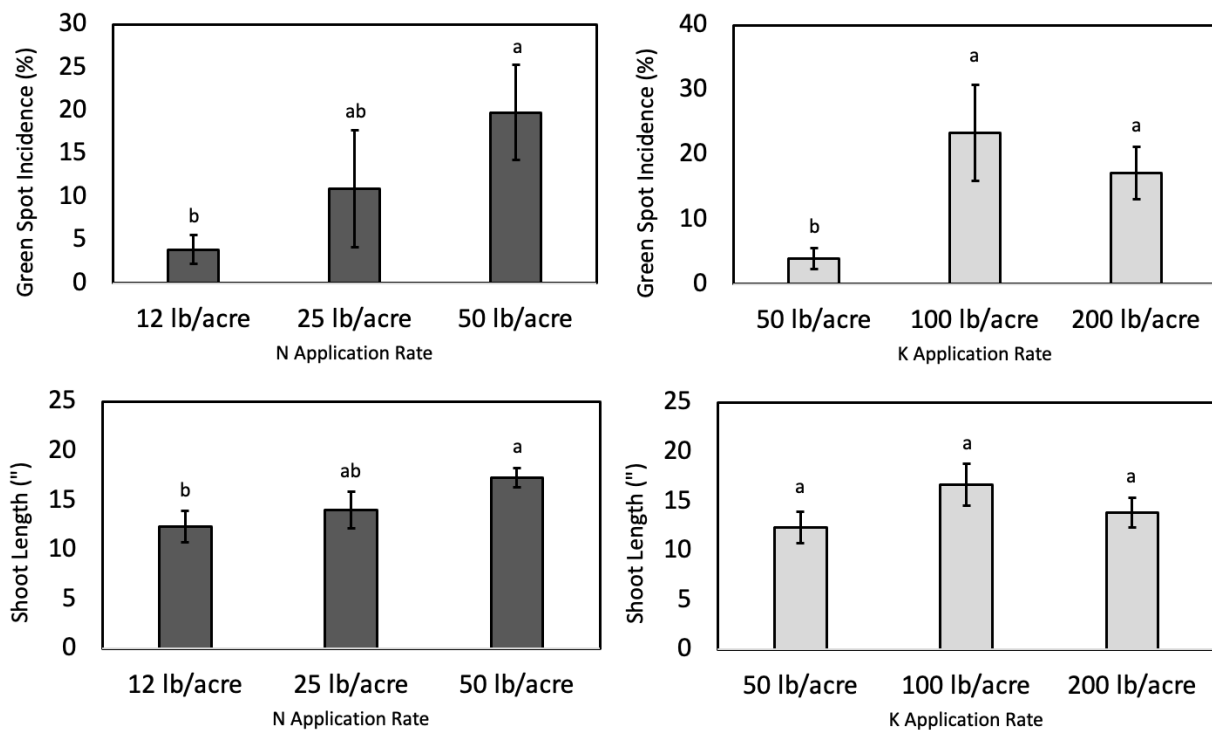 Green Spot Incidence (%)
30
25
20
15
10
5
0
b
ab
a
12 lb/acre 25 lb/acre 50 lb/acre
N Application Rate
Green Spot Incidence (%)
40
30
20
10
0
b
a
a
50 lb/acre 100 lb/acre 200 lb/acre
K Application Rate
Shoot Length (")
25
20
15
10
5
0
b
ab
a
12 lb/acre 25 lb/acre 50 lb/acre
N Application Rate
Shoot Length (")
25
20
15
10
5
0
a
a
a
50 lb/acre 100 lb/acre 200 lb/acre
K Application Rate